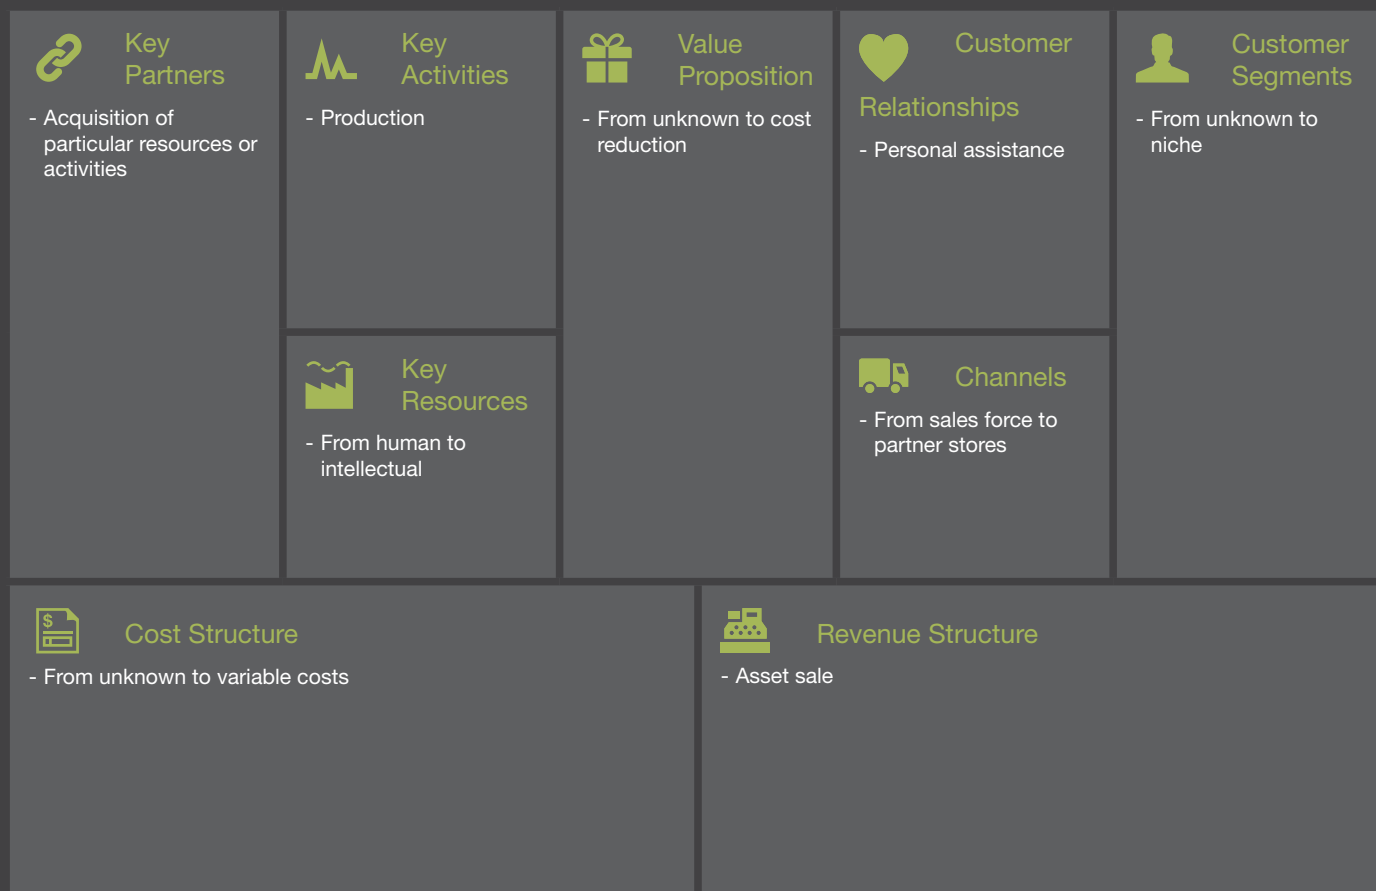 Key
Partners
- Acquisition of
particular resources or
activities
Key
Activities
- Production
Key
Resources
- From human to
intellectual
Value
Proposition
- From unknown to cost
reduction
Customer
Relationships
- Personal assistance
Channels
- From sales force to
partner stores
Customer
Segments
- From unknown to
niche
$
Cost Structure
- From unknown to variable costs
Revenue Structure
- Asset sale